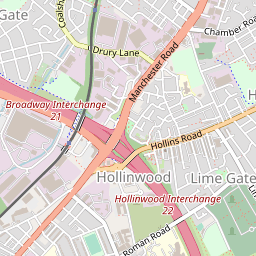 Coalsh
Gate
Drury Lane
Chamber Road
Manchester Road
Broadway Interchange
21
H
Hollins Road
Hollinwood
Lime Gate
Hollinwood Interchange
22
Roman Road